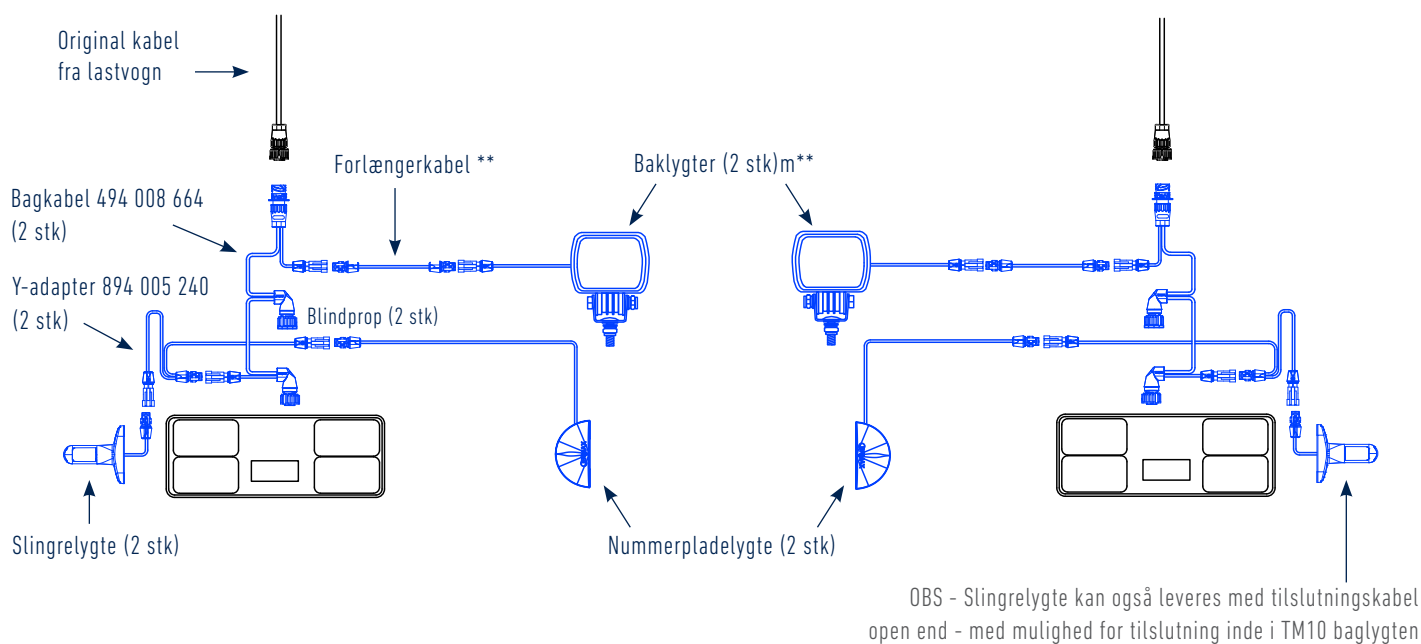 Original kabel
fra lastvogn
Forlængerkabel **
Baklygter (2 stk)m**
Bagkabel 494 008 664
(2 stk)
Y-adapter 894 005 240
(2 stk)
Blindprop (2 stk)
Slingrelygte (2 stk)
Nummerpladelygte (2 stk)
OBS - Slingrelygte kan også leveres med tilslutningskabel
open end - med mulighed for tilslutning inde i TM10 baglygten